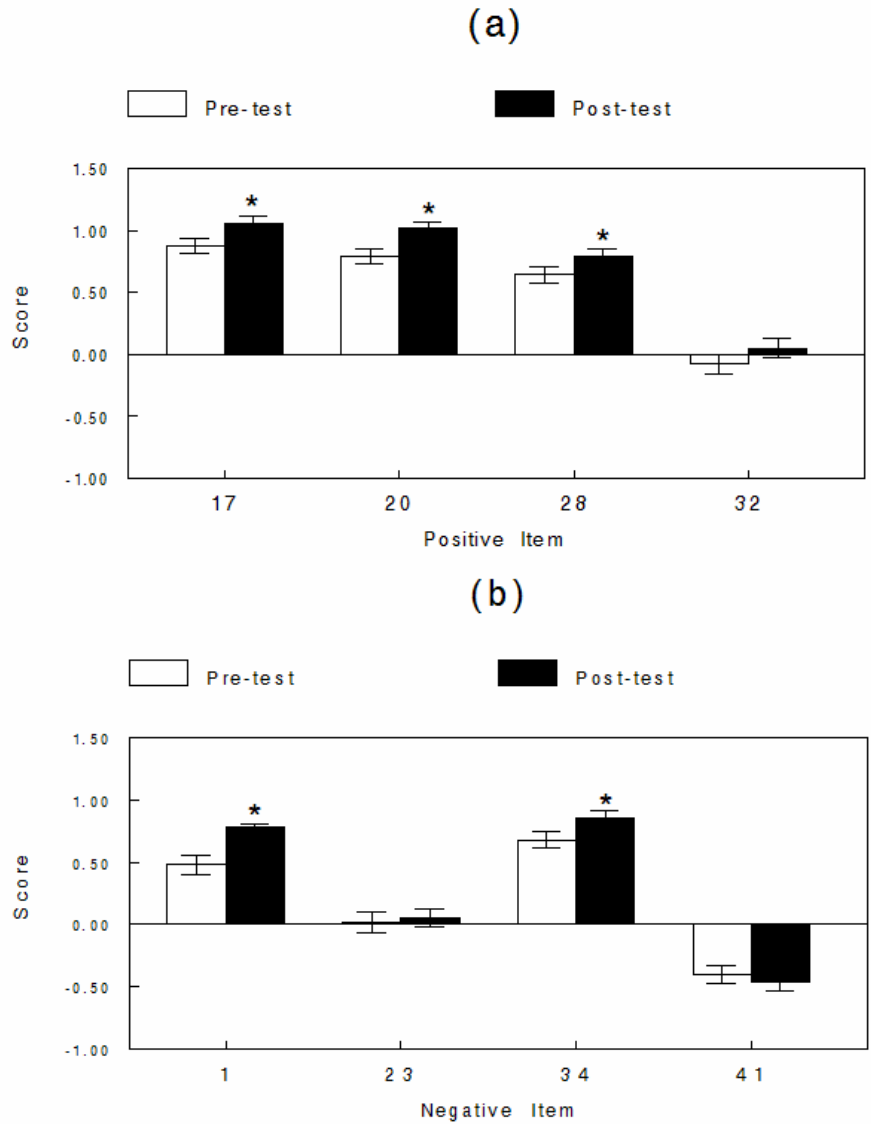 (a)
Pre-test Post-test
1.50
* * *
1.00
0.50
0.00
-0.50
-1.00
Score
17 20 28 32
Positive Item
(b)
Pre-test Post-test
1.50
* *
1.00
0.50
0.00
-0.50
-1.00
Score
1 23 34 41
Negative Item